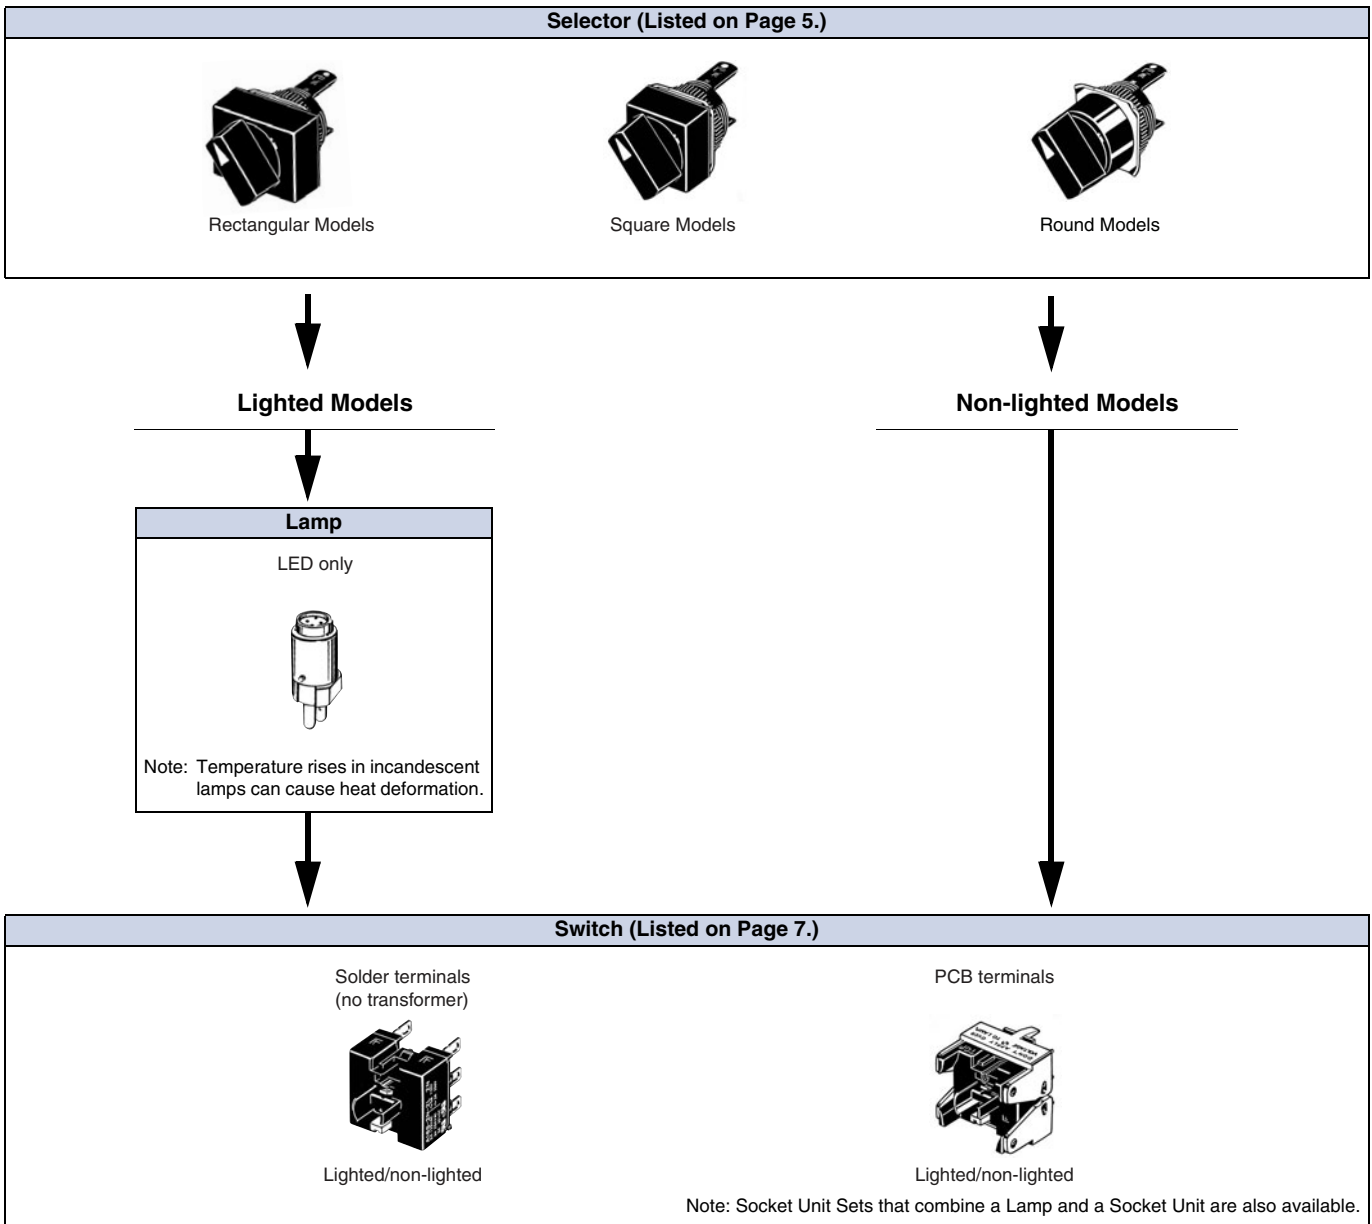 Selector (Listed on Page 5.)
Rectangular Models
Square Models
Round Models
Lighted Models
Non-lighted Models
Lamp
LED only
Note: Temperature rises in incandescent
lamps can cause heat deformation.
Switch (Listed on Page 7.)
Solder terminals
(no transformer)
PCB terminals
Lighted/non-lighted
Lighted/non-lighted
Note: Socket Unit Sets that combine a Lamp and a Socket Unit are also available.